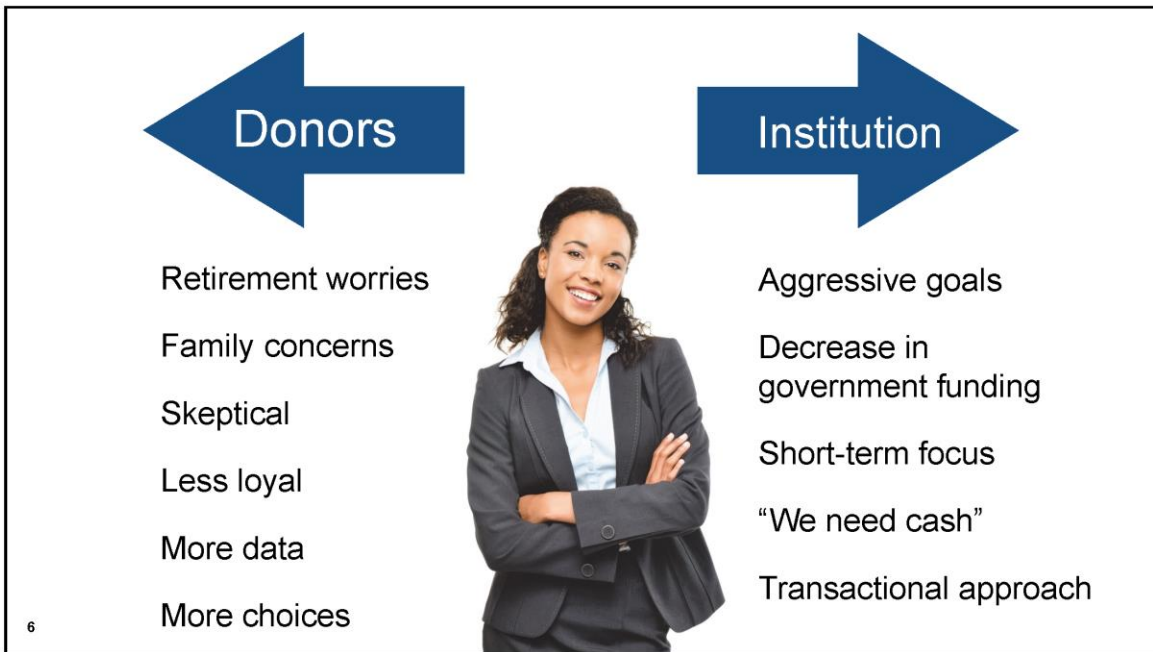 Donors
Institution
Retirement worries
Family concerns
Skeptical
Less loyal
More data
More choices
Aggressive goals
Decrease in
government funding
Short-term focus
“We need cash”
Transactional approach
6